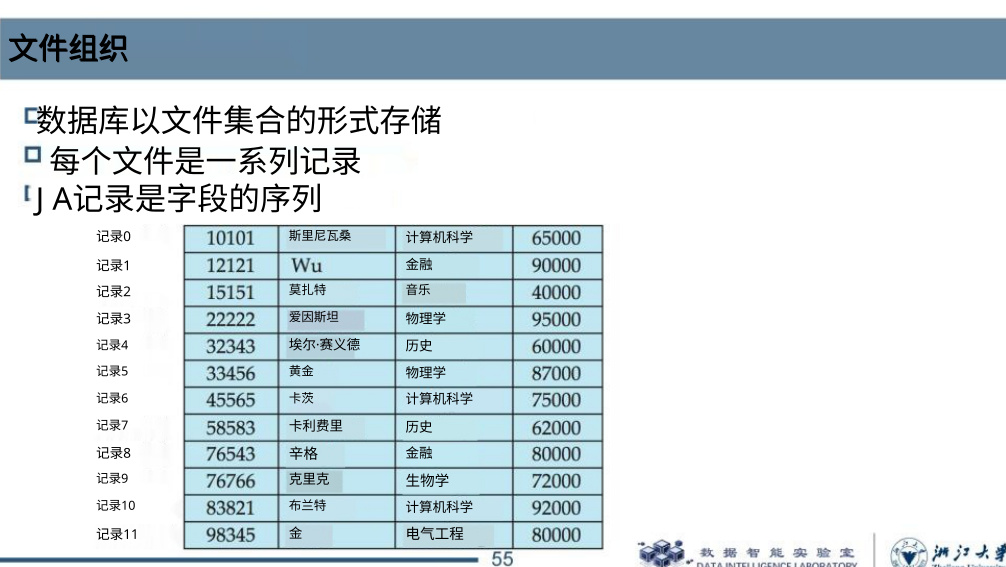 文件组织
数据库以文件集合的形式存储
每个文件是一系列记录
J A记录是字段的序列
记录0 10101 斯里尼瓦桑 计算机科学 65000
记录1 12121 Wu 金融 90000
记录2 15151 莫扎特 音乐 40000
记录3 22222 爱因斯坦 物理学 95000
记录4 32343 埃尔·赛义德 历史 60000
记录5 33456 黄金 物理学 87000
记录6 45565 卡茨 计算机科学 75000
记录7 58583 卡利费里 历史 62000
记录8 76543 辛格 金融 80000
记录9 76766 克里克 生物学 72000
记录10 83821 布兰特 计算机科学 92000
记录11 98345 金 电气工程 80000
55
数据智能实验室
DATA INTELLIGENCE LABORATORY
浙江大学